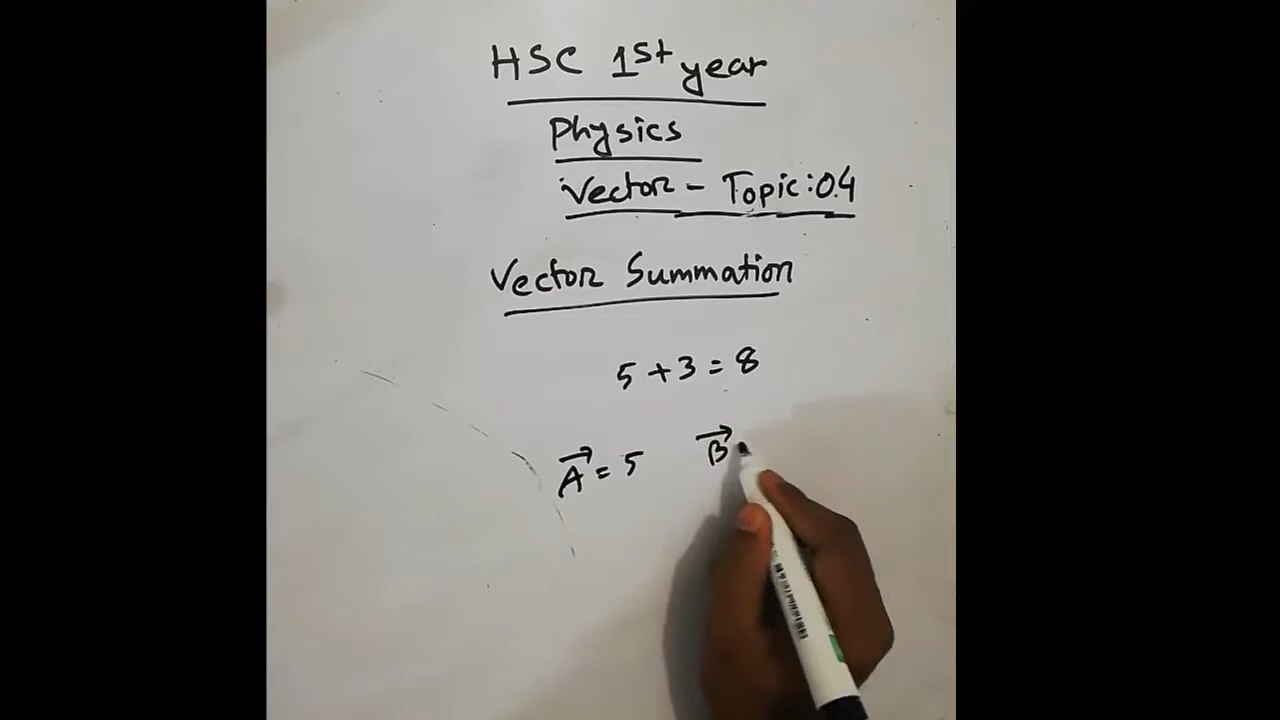 HSC 1st year
Physics
Vector - Topic: 04
Vector Summation
5 + 3 = 8
A⃗ = 5 B⃗